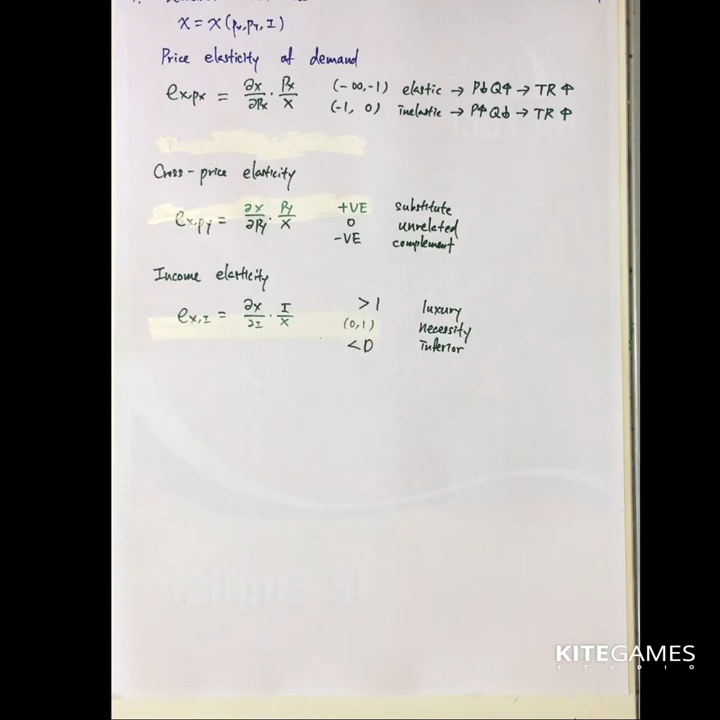 x = x(px, py, I)
Price elasticity of demand
ex,px = ∂x/∂Px · Px/X (-∞,-1) elastic → P↓Q↑ → TR ↑
(-1, 0) inelastic → P↑Q↓ → TR ↑
Cross-price elasticity
ex,py = ∂x/∂Py · Py/X +VE substitute
0 unrelated
-VE complement
Income elasticity
ex,I = ∂x/∂I · I/X >1 luxury
(0,1) necessity
<0 inferior
KITEGAMES
STUDIO